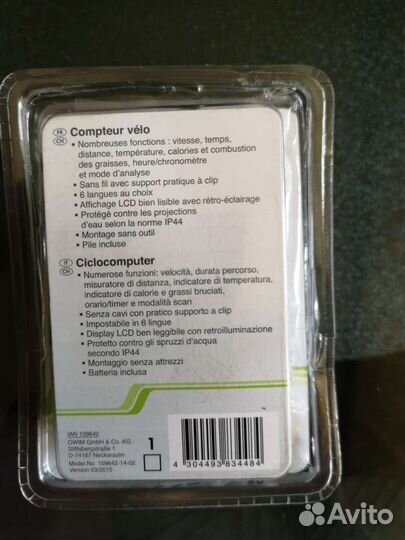 FR
CH
Compteur vélo
• Nombreuses fonctions : vitesse, temps,
distance, température, calories et combustion
des graisses, heure/chronomètre
et mode d'analyse
• Sans fil avec support pratique à clip
• 6 langues au choix
• Affichage LCD bien lisible avec rétro-éclairage
• Protégé contre les projections
d'eau selon la norme IP44
• Montage sans outil
• Pile incluse
IT
CH
Ciclocomputer
• Numerose funzioni: velocità, durata percorso,
misuratore di distanza, indicatore di temperatura,
indicatore di calorie e grassi bruciati,
orario/timer e modalità scan
• Senza cavi con pratico supporto a clip
• Impostabile in 6 lingue
• Display LCD ben leggibile con retroilluminazione
• Protetto contro gli spruzzi d'acqua
secondo IP44
• Montaggio senza attrezzi
• Batteria inclusa
IAN 109642
OWIM GmbH & Co. KG
Stiftsbergstraße 1
D-74167 Neckarsulm
Model No. 109642-14-02
Version 03/2015
1
4 304493 834484
Avito